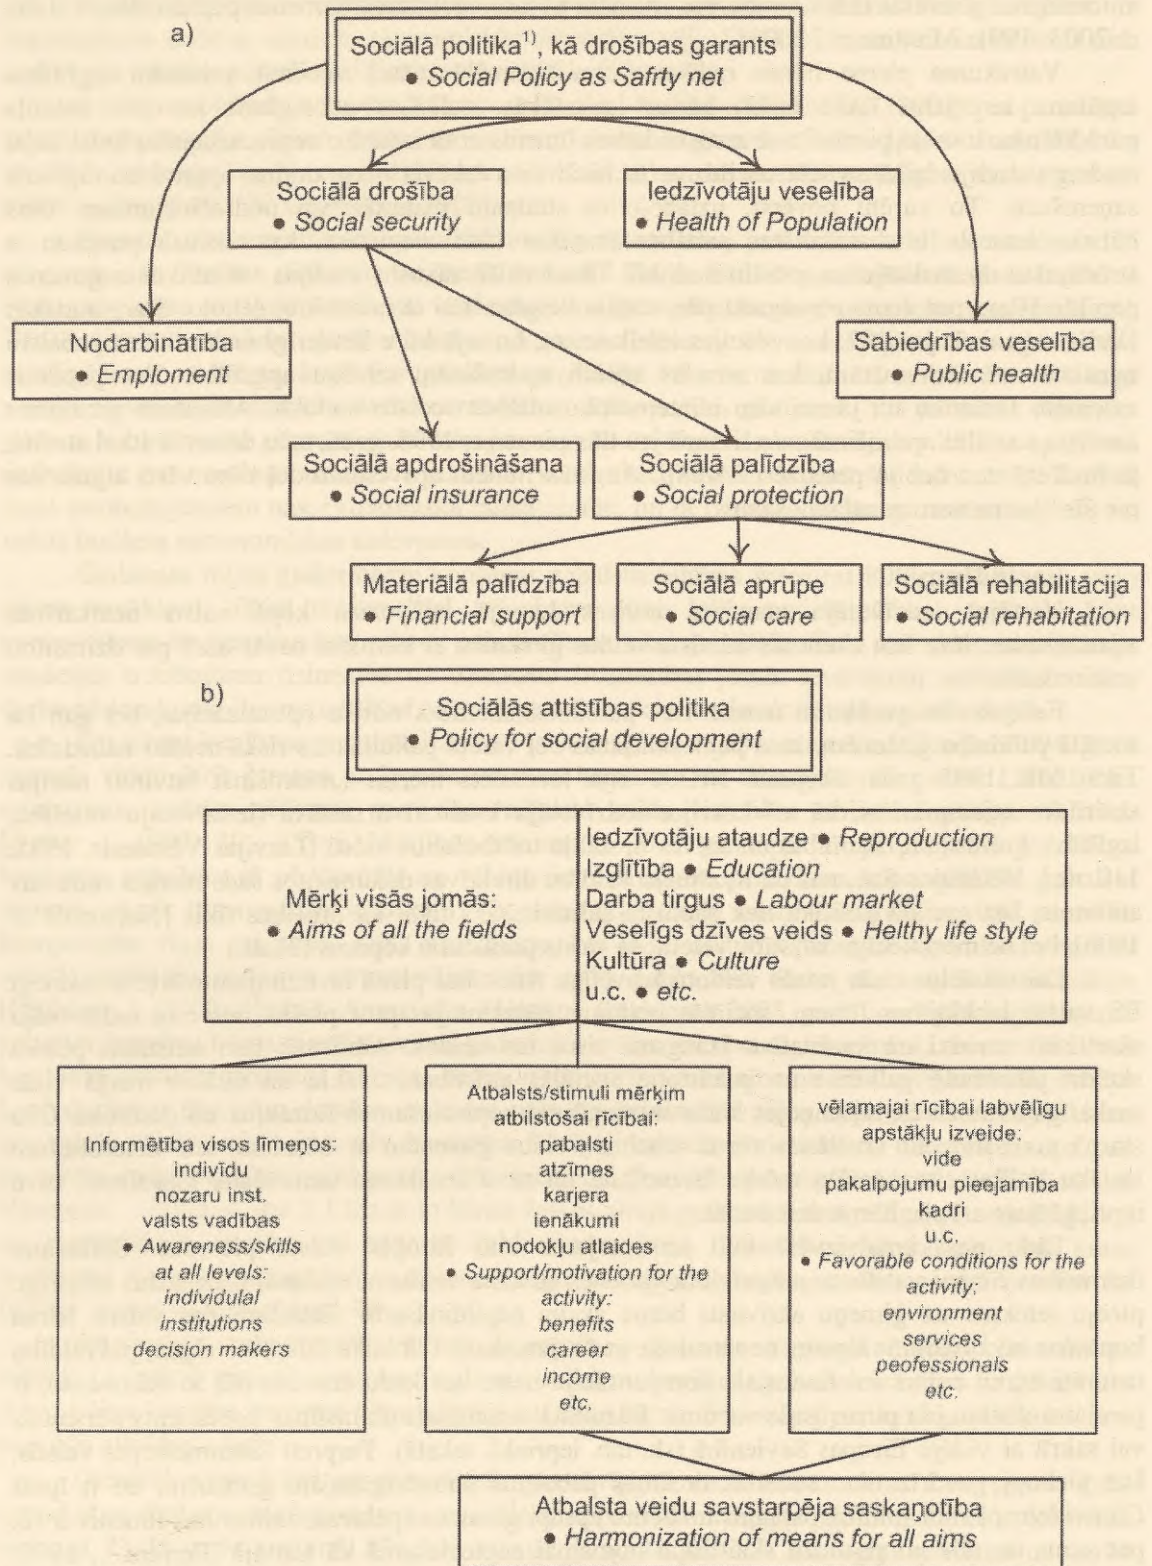 a)
Sociālā politika¹⁾, kā drošības garants
● Social Policy as Safrty net
Sociālā drošība
● Social security
Iedzīvotāju veselība
● Health of Population
Nodarbinātība
● Emploment
Sabiedrības veselība
● Public health
Sociālā apdrošināšana
● Social insurance
Sociālā palīdzība
● Social protection
Materiālā palīdzība
● Financial support
Sociālā aprūpe
● Social care
Sociālā rehabilitācija
● Social rehabitation
b)
Sociālās attistības politika
● Policy for social development
Mērķi visās jomās:
● Aims of all the fields
Iedzīvotāju ataudze ● Reproduction
Izglītība ● Education
Darba tirgus ● Labour market
Veselīgs dzīves veids ● Helthy life style
Kultūra ● Culture
u.c. ● etc.
Informētība visos līmeņos:
indivīdu
nozaru inst.
valsts vadības
● Awareness/skills
at all levels:
individulal
institutions
decision makers
Atbalsts/stimuli mērķim
atbilstošai rīcībai:
pabalsti
atzīmes
karjera
ienākumi
nodokļu atlaides
● Support/motivation for the
activity:
benefits
career
income
etc.
vēlamajai rīcībai labvēlīgu
apstākļu izveide:
vide
pakalpojumu pieejamība
kadri
u.c.
● Favorable conditions for the
activity:
environment
services
peofessionals
etc.
Atbalsta veidu savstarpēja saskaņotība
● Harmonization of means for all aims